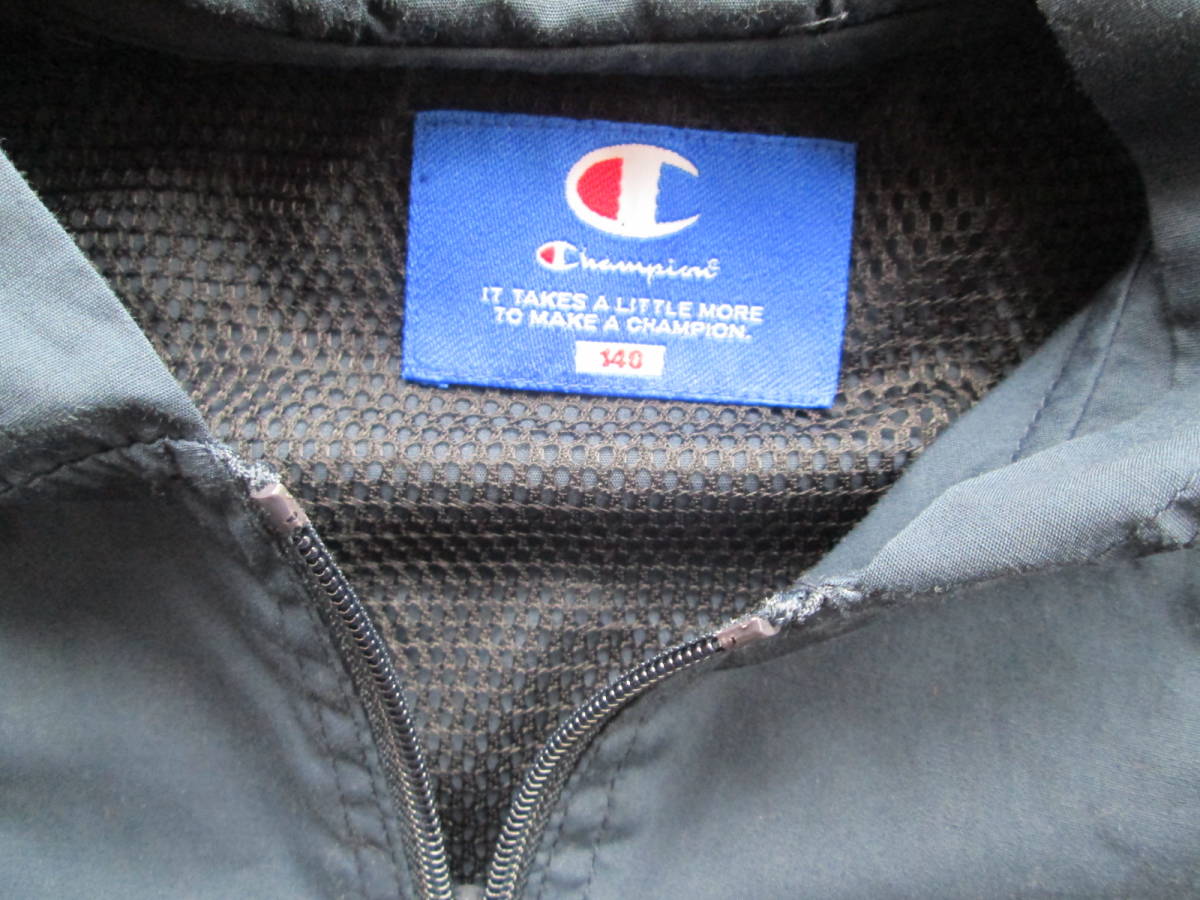 Champion
IT TAKES A LITTLE MORE
TO MAKE A CHAMPION.
140